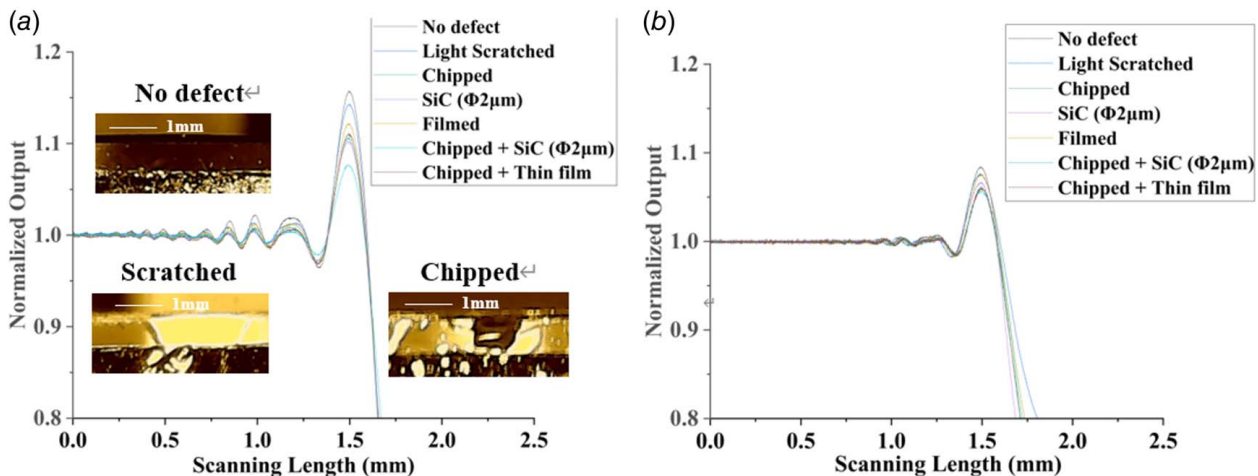 (a)
No defect
Light Scratched
Chipped
SiC (Φ2μm)
Filmed
Chipped + SiC (Φ2μm)
Chipped + Thin film
1.2
1.1
1.0
0.9
0.8
Normalized Output
No defect↵
1mm
Scratched
1mm
Chipped↵
1mm
0.0 0.5 1.0 1.5 2.0 2.5
Scanning Length (mm)
(b)
No defect
Light Scratched
Chipped
SiC (Φ2μm)
Filmed
Chipped + SiC (Φ2μm)
Chipped + Thin film
1.2
1.1
1.0
0.9
0.8
Normalized Output
↵
0.0 0.5 1.0 1.5 2.0 2.5
Scanning Length (mm)